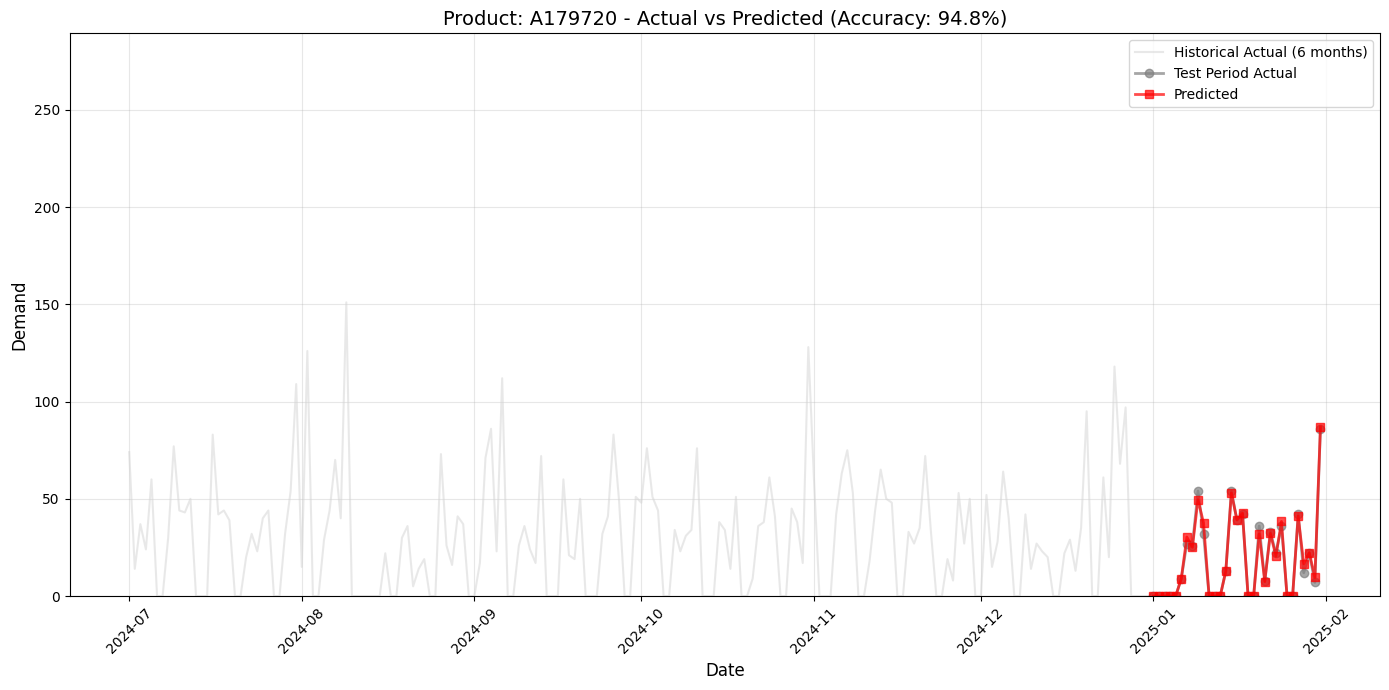 Product: A179720 - Actual vs Predicted (Accuracy: 94.8%)
Historical Actual (6 months)
Test Period Actual
Predicted
Demand
250
200
150
100
50
0
2024-07
2024-08
2024-09
2024-10
2024-11
2024-12
2025-01
2025-02
Date